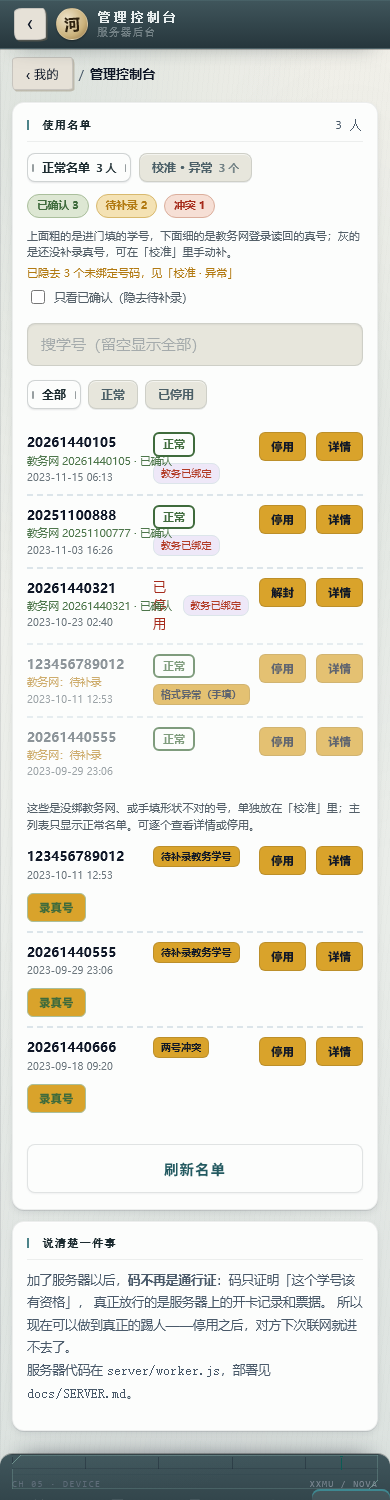 ‹
河
管理控制台
服务器后台
‹ 我的 / 管理控制台
使用名单 3 人
正常名单 3 人 校准・异常 3 个
已确认 3 待补录 2 冲突 1
上面粗的是进门填的学号，下面细的是教务网登录读回的真号；灰的
是还没补录真号，可在「校准」里手动补。
已隐去 3 个未绑定号码，见「校准 · 异常」
只看已确认（隐去待补录）
搜学号（留空显示全部）
全部 正常 已停用
20261440105 正常 停用 详情
教务网 20261440105 · 已确认
教务已绑定
2023-11-15 06:13
20251100888 正常 停用 详情
教务网 20251100777 · 已确认
教务已绑定
2023-11-03 16:26
20261440321 已停用 教务已绑定 解封 详情
教务网 20261440321 · 已确认
2023-10-23 02:40
123456789012 正常 停用 详情
教务网：待补录
格式异常（手填）
2023-10-11 12:53
20261440555 正常 停用 详情
教务网：待补录
2023-09-29 23:06
这些是没绑教务网、或手填形状不对的号，单独放在「校准」里；主
列表只显示正常名单。可逐个查看详情或停用。
123456789012 待补录教务学号 停用 详情
2023-10-11 12:53
录真号
20261440555 待补录教务学号 停用 详情
2023-09-29 23:06
录真号
20261440666 两号冲突 停用 详情
2023-09-18 09:20
录真号
刷新名单
说清楚一件事
加了服务器以后，码不再是通行证：码只证明「这个学号该
有资格」，真正放行的是服务器上的开卡记录和票据。所以
现在可以做到真正的踢人——停用之后，对方下次联网就进
不去了。
服务器代码在 server/worker.js，部署见
docs/SERVER.md。
CH 05 · DEVICE XXMU / NOVA